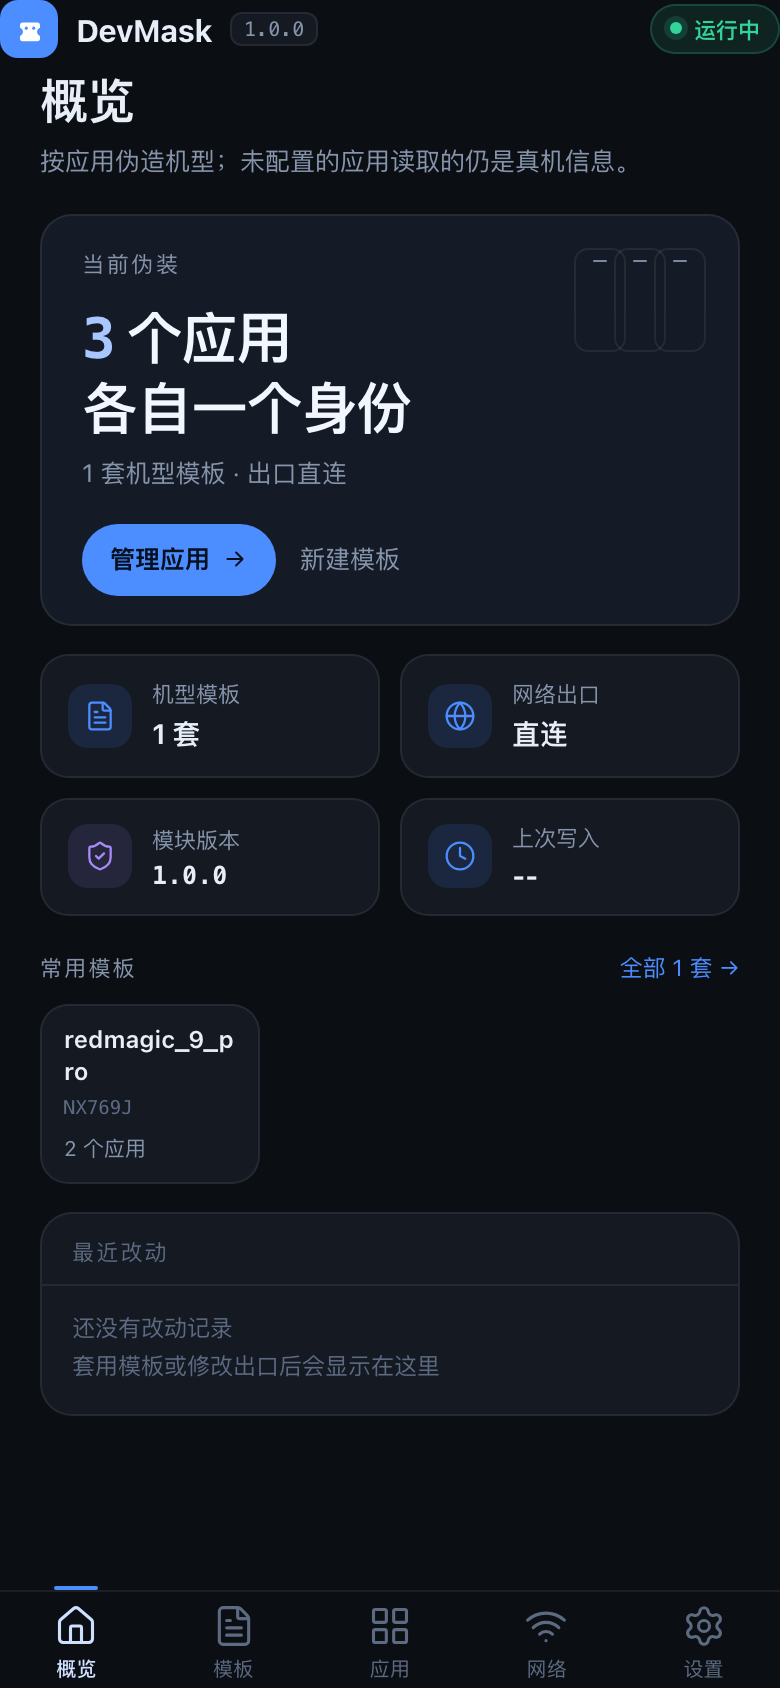 DevMask 1.0.0 运行中
概览
按应用伪造机型；未配置的应用读取的仍是真机信息。
当前伪装
3 个应用
各自一个身份
1 套机型模板 · 出口直连
管理应用 → 新建模板
机型模板
1 套
网络出口
直连
模块版本
1.0.0
上次写入
--
常用模板 全部 1 套 →
redmagic_9_p
ro
NX769J
2 个应用
最近改动
还没有改动记录
套用模板或修改出口后会显示在这里
概览 模板 应用 网络 设置